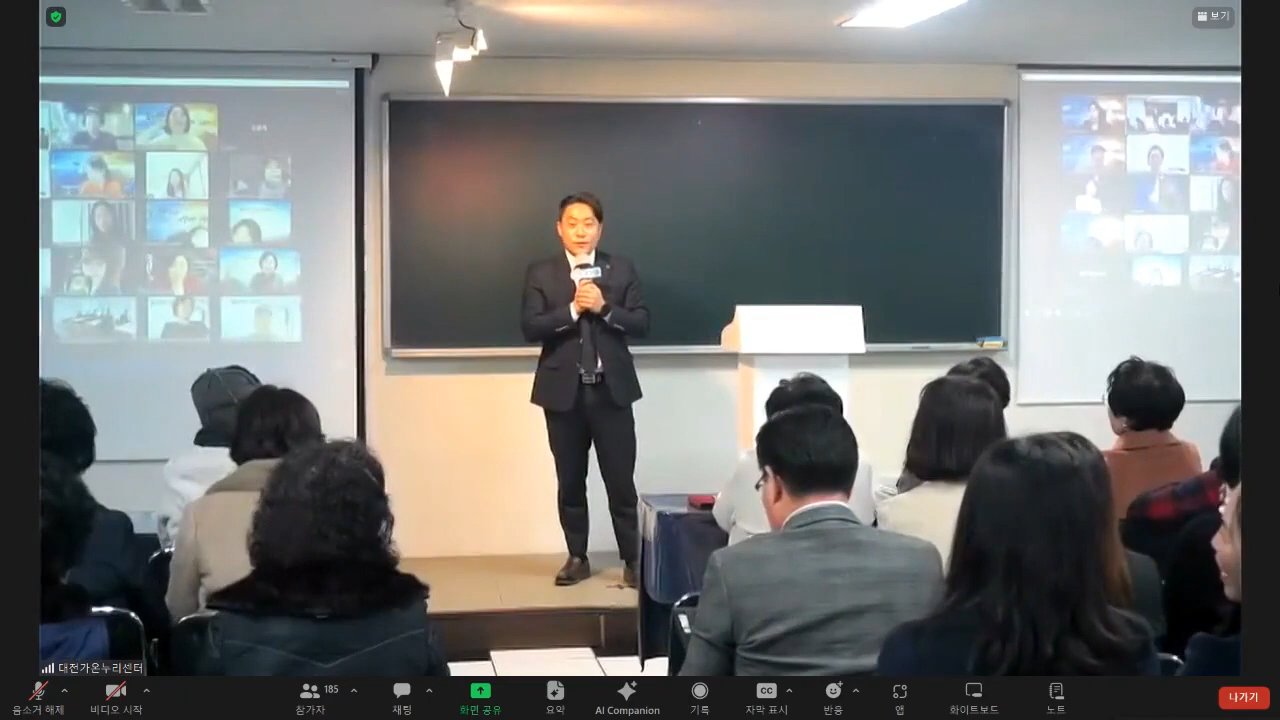 보기
대전가온누리센터
음소거 해제
비디오 시작
185
참가자
채팅
화면 공유
요약
AI Companion
기록
CC
자막 표시
반응
앱
화이트보드
노트
나가기